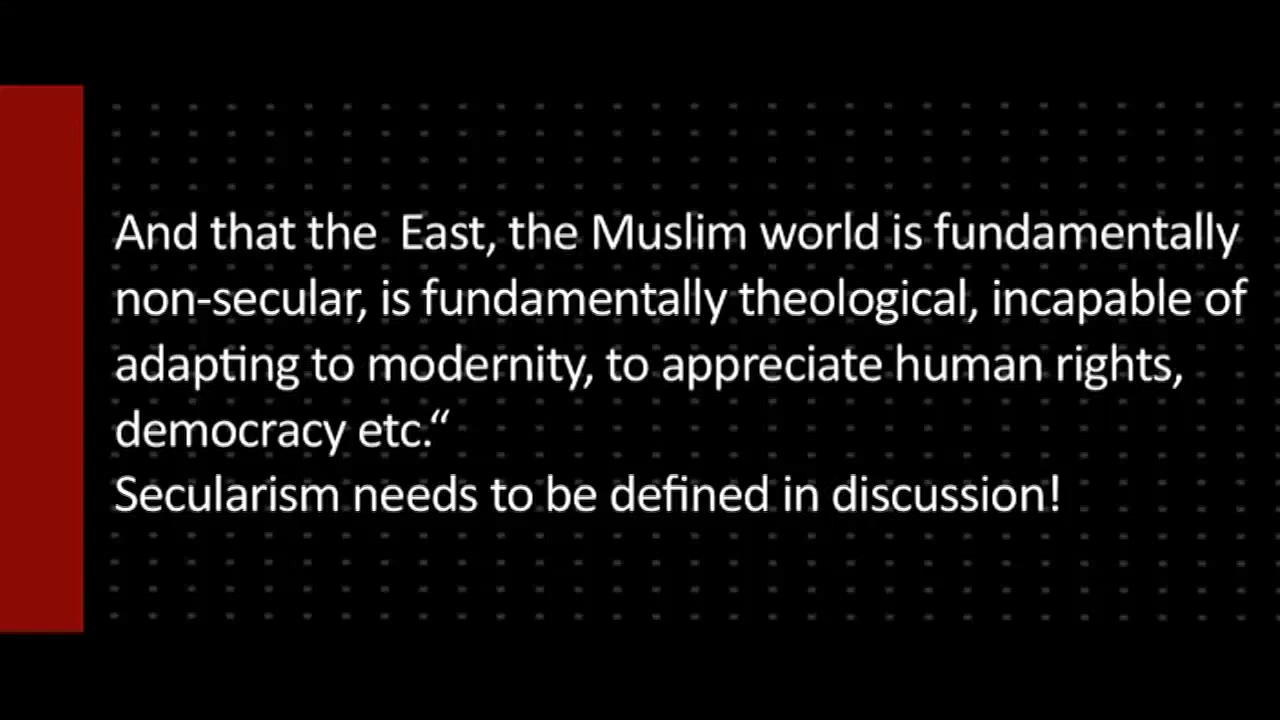 And that the  East, the Muslim world is fundamentally
non-secular, is fundamentally theological, incapable of
adapting to modernity, to appreciate human rights,
democracy etc.“
Secularism needs to be defined in discussion!